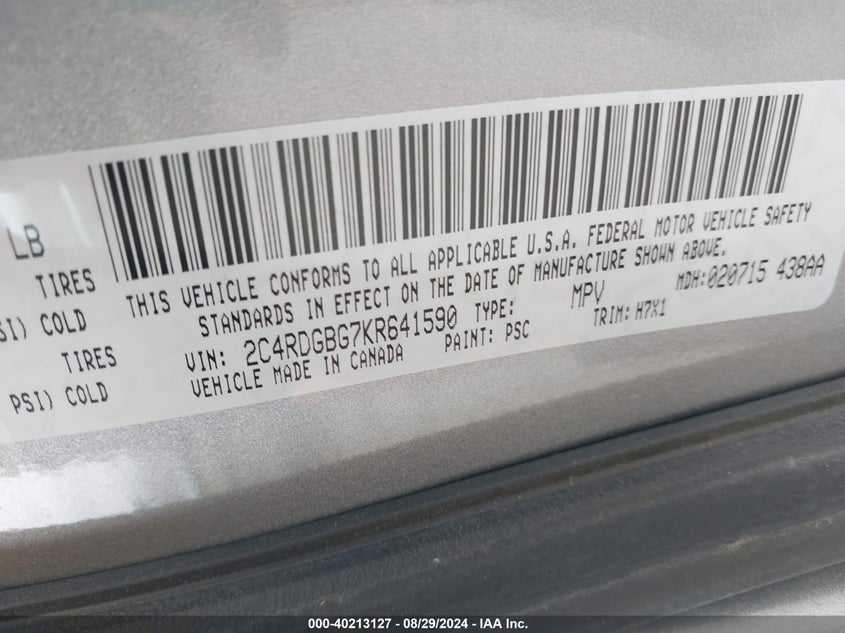 LB
TIRES
SI) COLD
TIRES
PSI) COLD
THIS VEHICLE CONFORMS TO ALL APPLICABLE U.S.A. FEDERAL MOTOR VEHICLE SAFETY
STANDARDS IN EFFECT ON THE DATE OF MANUFACTURE SHOWN ABOVE.
VIN: 2C4RDGBG7KR641590 TYPE: MPV MDH:020715 438AA
VEHICLE MADE IN CANADA PAINT: PSC TRIM: H7X1
000-40213127 - 08/29/2024 - IAA Inc.